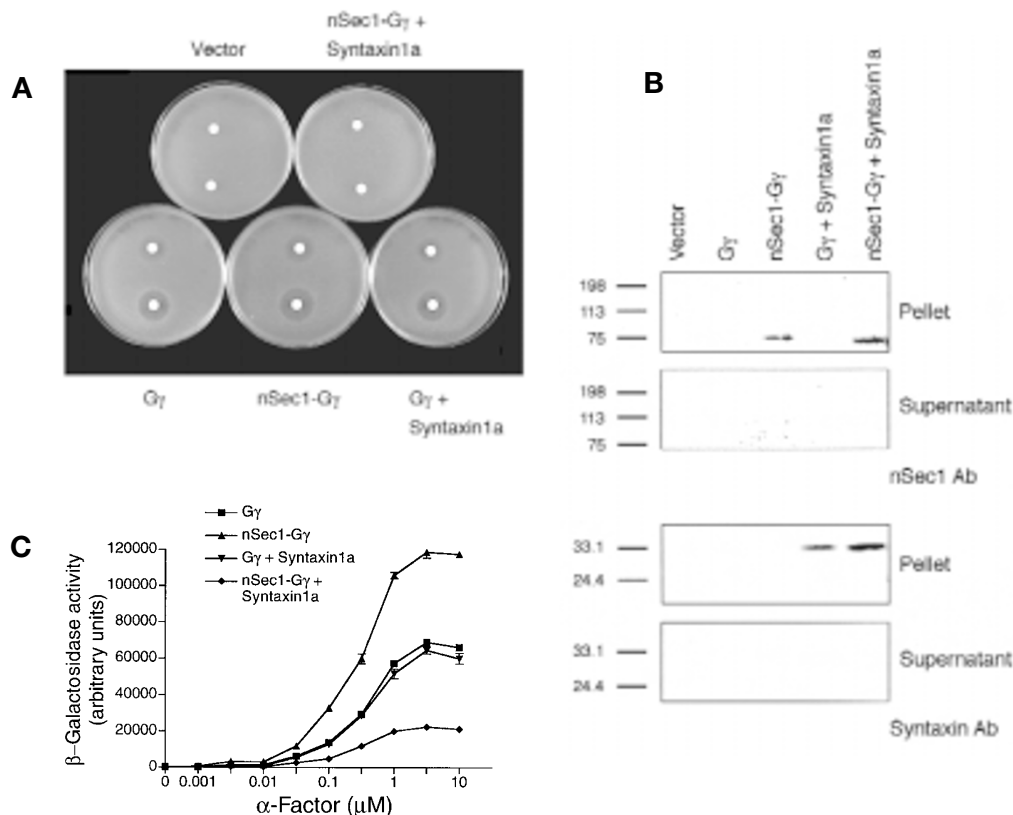 A
Vector
nSec1-Gγ +
Syntaxin1a
Gγ
nSec1-Gγ
Gγ +
Syntaxin1a
B
Vector
Gγ
nSec1-Gγ
Gγ + Syntaxin1a
nSec1-Gγ + Syntaxin1a
198
113
75
Pellet
198
113
75
Supernatant
nSec1 Ab
33.1
24.4
Pellet
33.1
24.4
Supernatant
Syntaxin Ab
C
Gγ
nSec1-Gγ
Gγ + Syntaxin1a
nSec1-Gγ +
Syntaxin1a
β–Galactosidase activity
(arbitrary units)
120000
100000
80000
60000
40000
20000
0
0 0.001 0.01 0.1 1 10
α-Factor (μM)